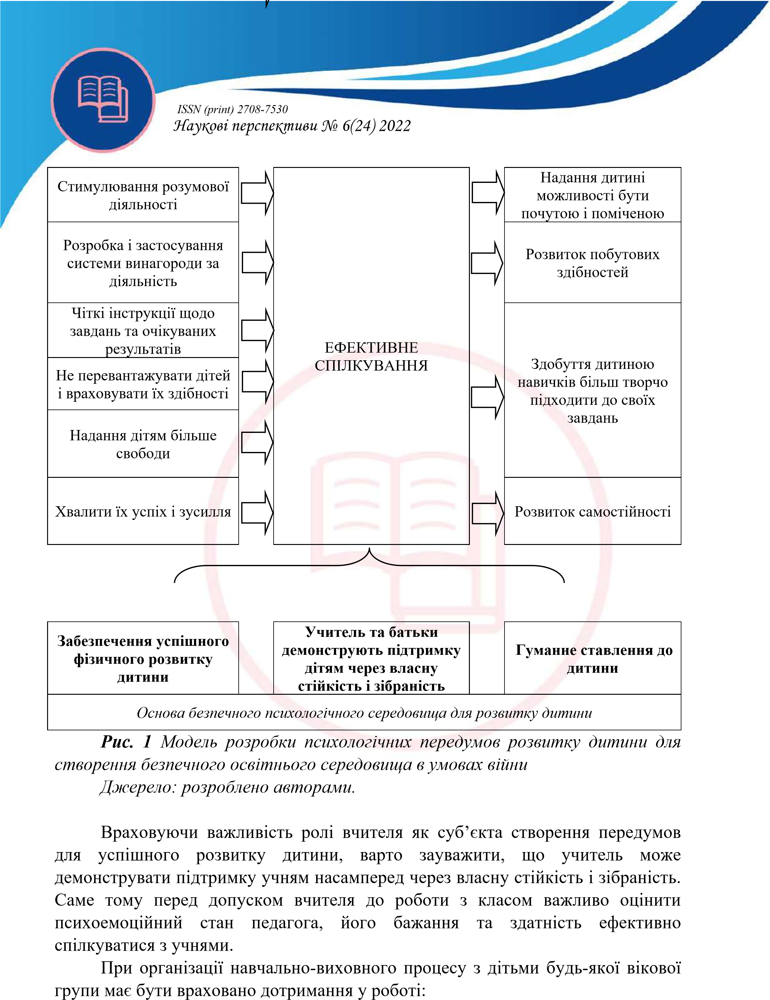 ISSN (print) 2708-7530
Наукові перспективи № 6(24) 2022
Стимулювання розумової
діяльності
Розробка і застосування
системи винагороди за
діяльність
Чіткі інструкції щодо
завдань та очікуваних
результатів
Не перевантажувати дітей
і враховувати їх здібності
Надання дітям більше
свободи
Хвалити їх успіх і зусилля
ЕФЕКТИВНЕ
СПІЛКУВАННЯ
Надання дитині
можливості бути
почутою і поміченою
Розвиток побутових
здібностей
Здобуття дитиною
навичків більш творчо
підходити до своїх
завдань
Розвиток самостійності
Забезпечення успішного
фізичного розвитку
дитини
Учитель та батьки
демонструють підтримку
дітям через власну
стійкість і зібраність
Гуманне ставлення до
дитини
Основа безпечного психологічного середовища для розвитку дитини
Рис. 1 Модель розробки психологічних передумов розвитку дитини для
створення безпечного освітнього середовища в умовах війни
Джерело: розроблено авторами.
Враховуючи важливість ролі вчителя як суб’єкта створення передумов
для успішного розвитку дитини, варто зауважити, що учитель може
демонструвати підтримку учням насамперед через власну стійкість і зібраність.
Саме тому перед допуском вчителя до роботи з класом важливо оцінити
психоемоційний стан педагога, його бажання та здатність ефективно
спілкуватися з учнями.
При організації навчально-виховного процесу з дітьми будь-якої вікової
групи має бути враховано дотримання у роботі: